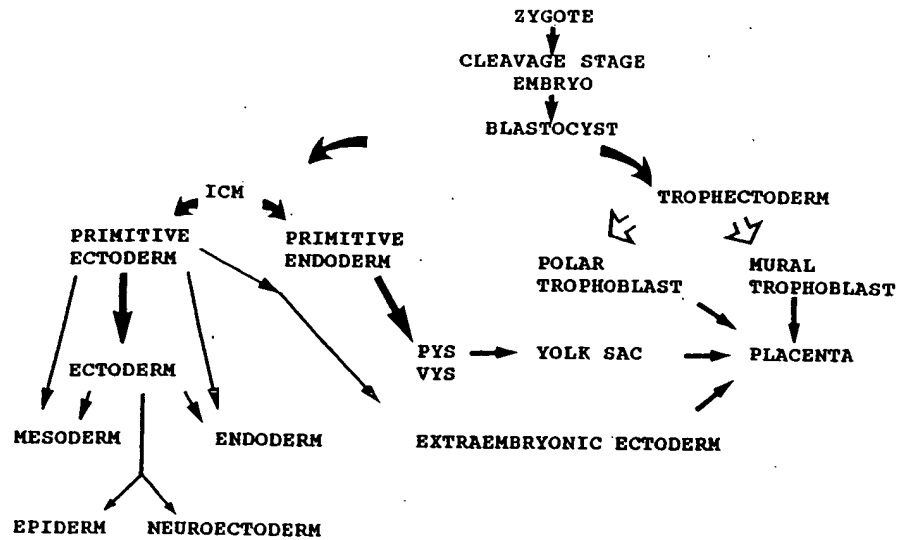 ZYGOTE
CLEAVAGE STAGE
EMBRYO
BLASTOCYST
ICM
TROPHECTODERM
PRIMITIVE
ECTODERM
PRIMITIVE
ENDODERM
POLAR
TROPHOBLAST
MURAL
TROPHOBLAST
ECTODERM
PYS
VYS
YOLK SAC
PLACENTA
MESODERM
ENDODERM
EXTRAEMBRYONIC ECTODERM
EPIDERM
NEUROECTODERM